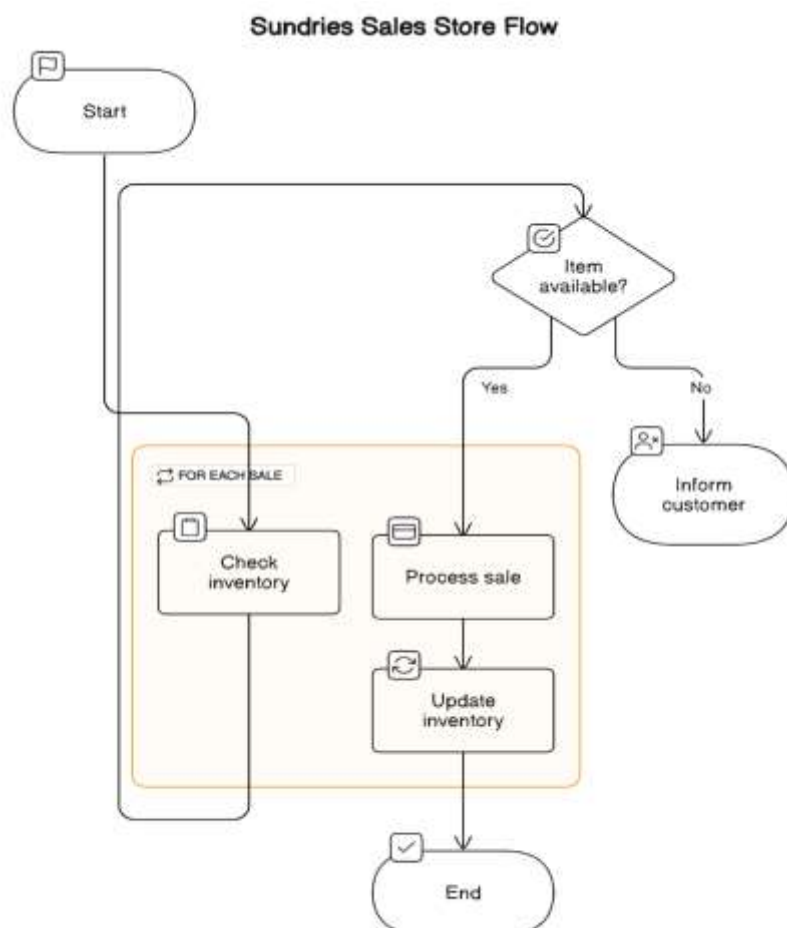 Sundries Sales Store Flow
Start
Item
available?
Yes
No
FOR EACH SALE
Inform
customer
Check
inventory
Process sale
Update
inventory
End